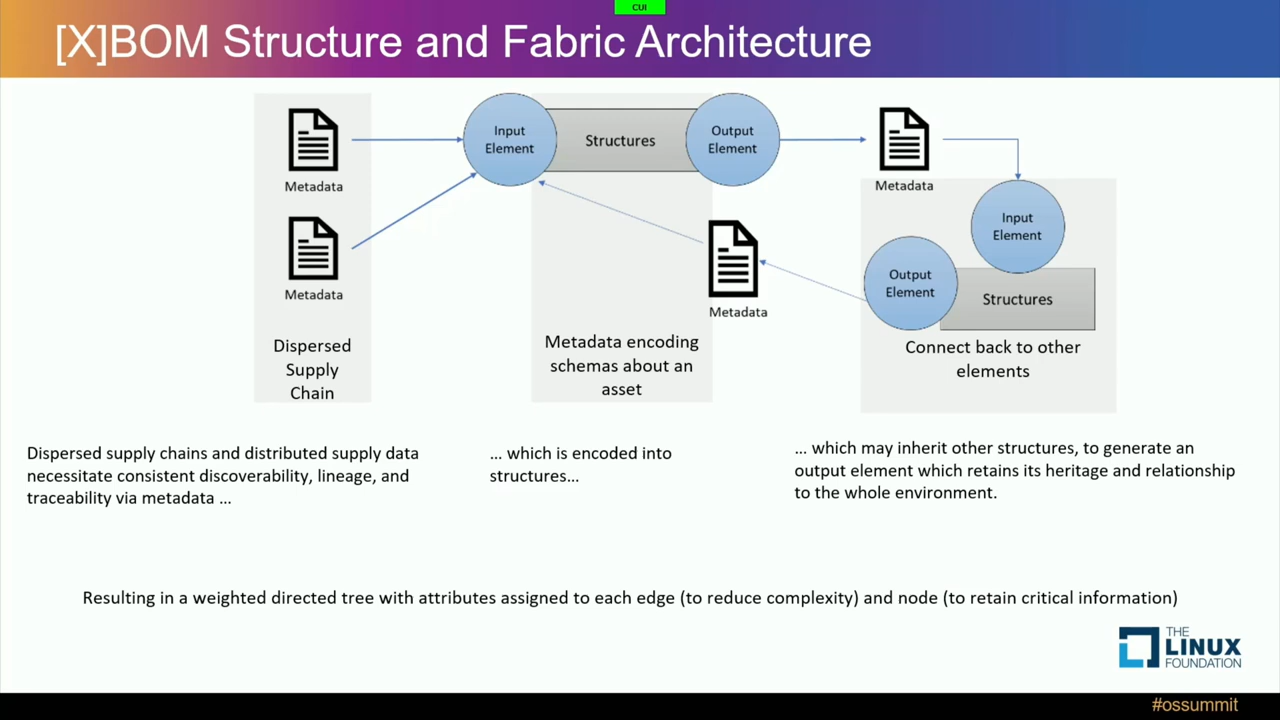 CUI
[X]BOM Structure and Fabric Architecture
Metadata
Metadata
Dispersed
Supply
Chain
Input
Element
Structures
Output
Element
Metadata
Metadata encoding
schemas about an
asset
Metadata
Input
Element
Output
Element
Structures
Connect back to other
elements
Dispersed supply chains and distributed supply data
necessitate consistent discoverability, lineage, and
traceability via metadata ...
... which is encoded into
structures...
... which may inherit other structures, to generate an
output element which retains its heritage and relationship
to the whole environment.
Resulting in a weighted directed tree with attributes assigned to each edge (to reduce complexity) and node (to retain critical information)
THE
LINUX
FOUNDATION
#ossummit